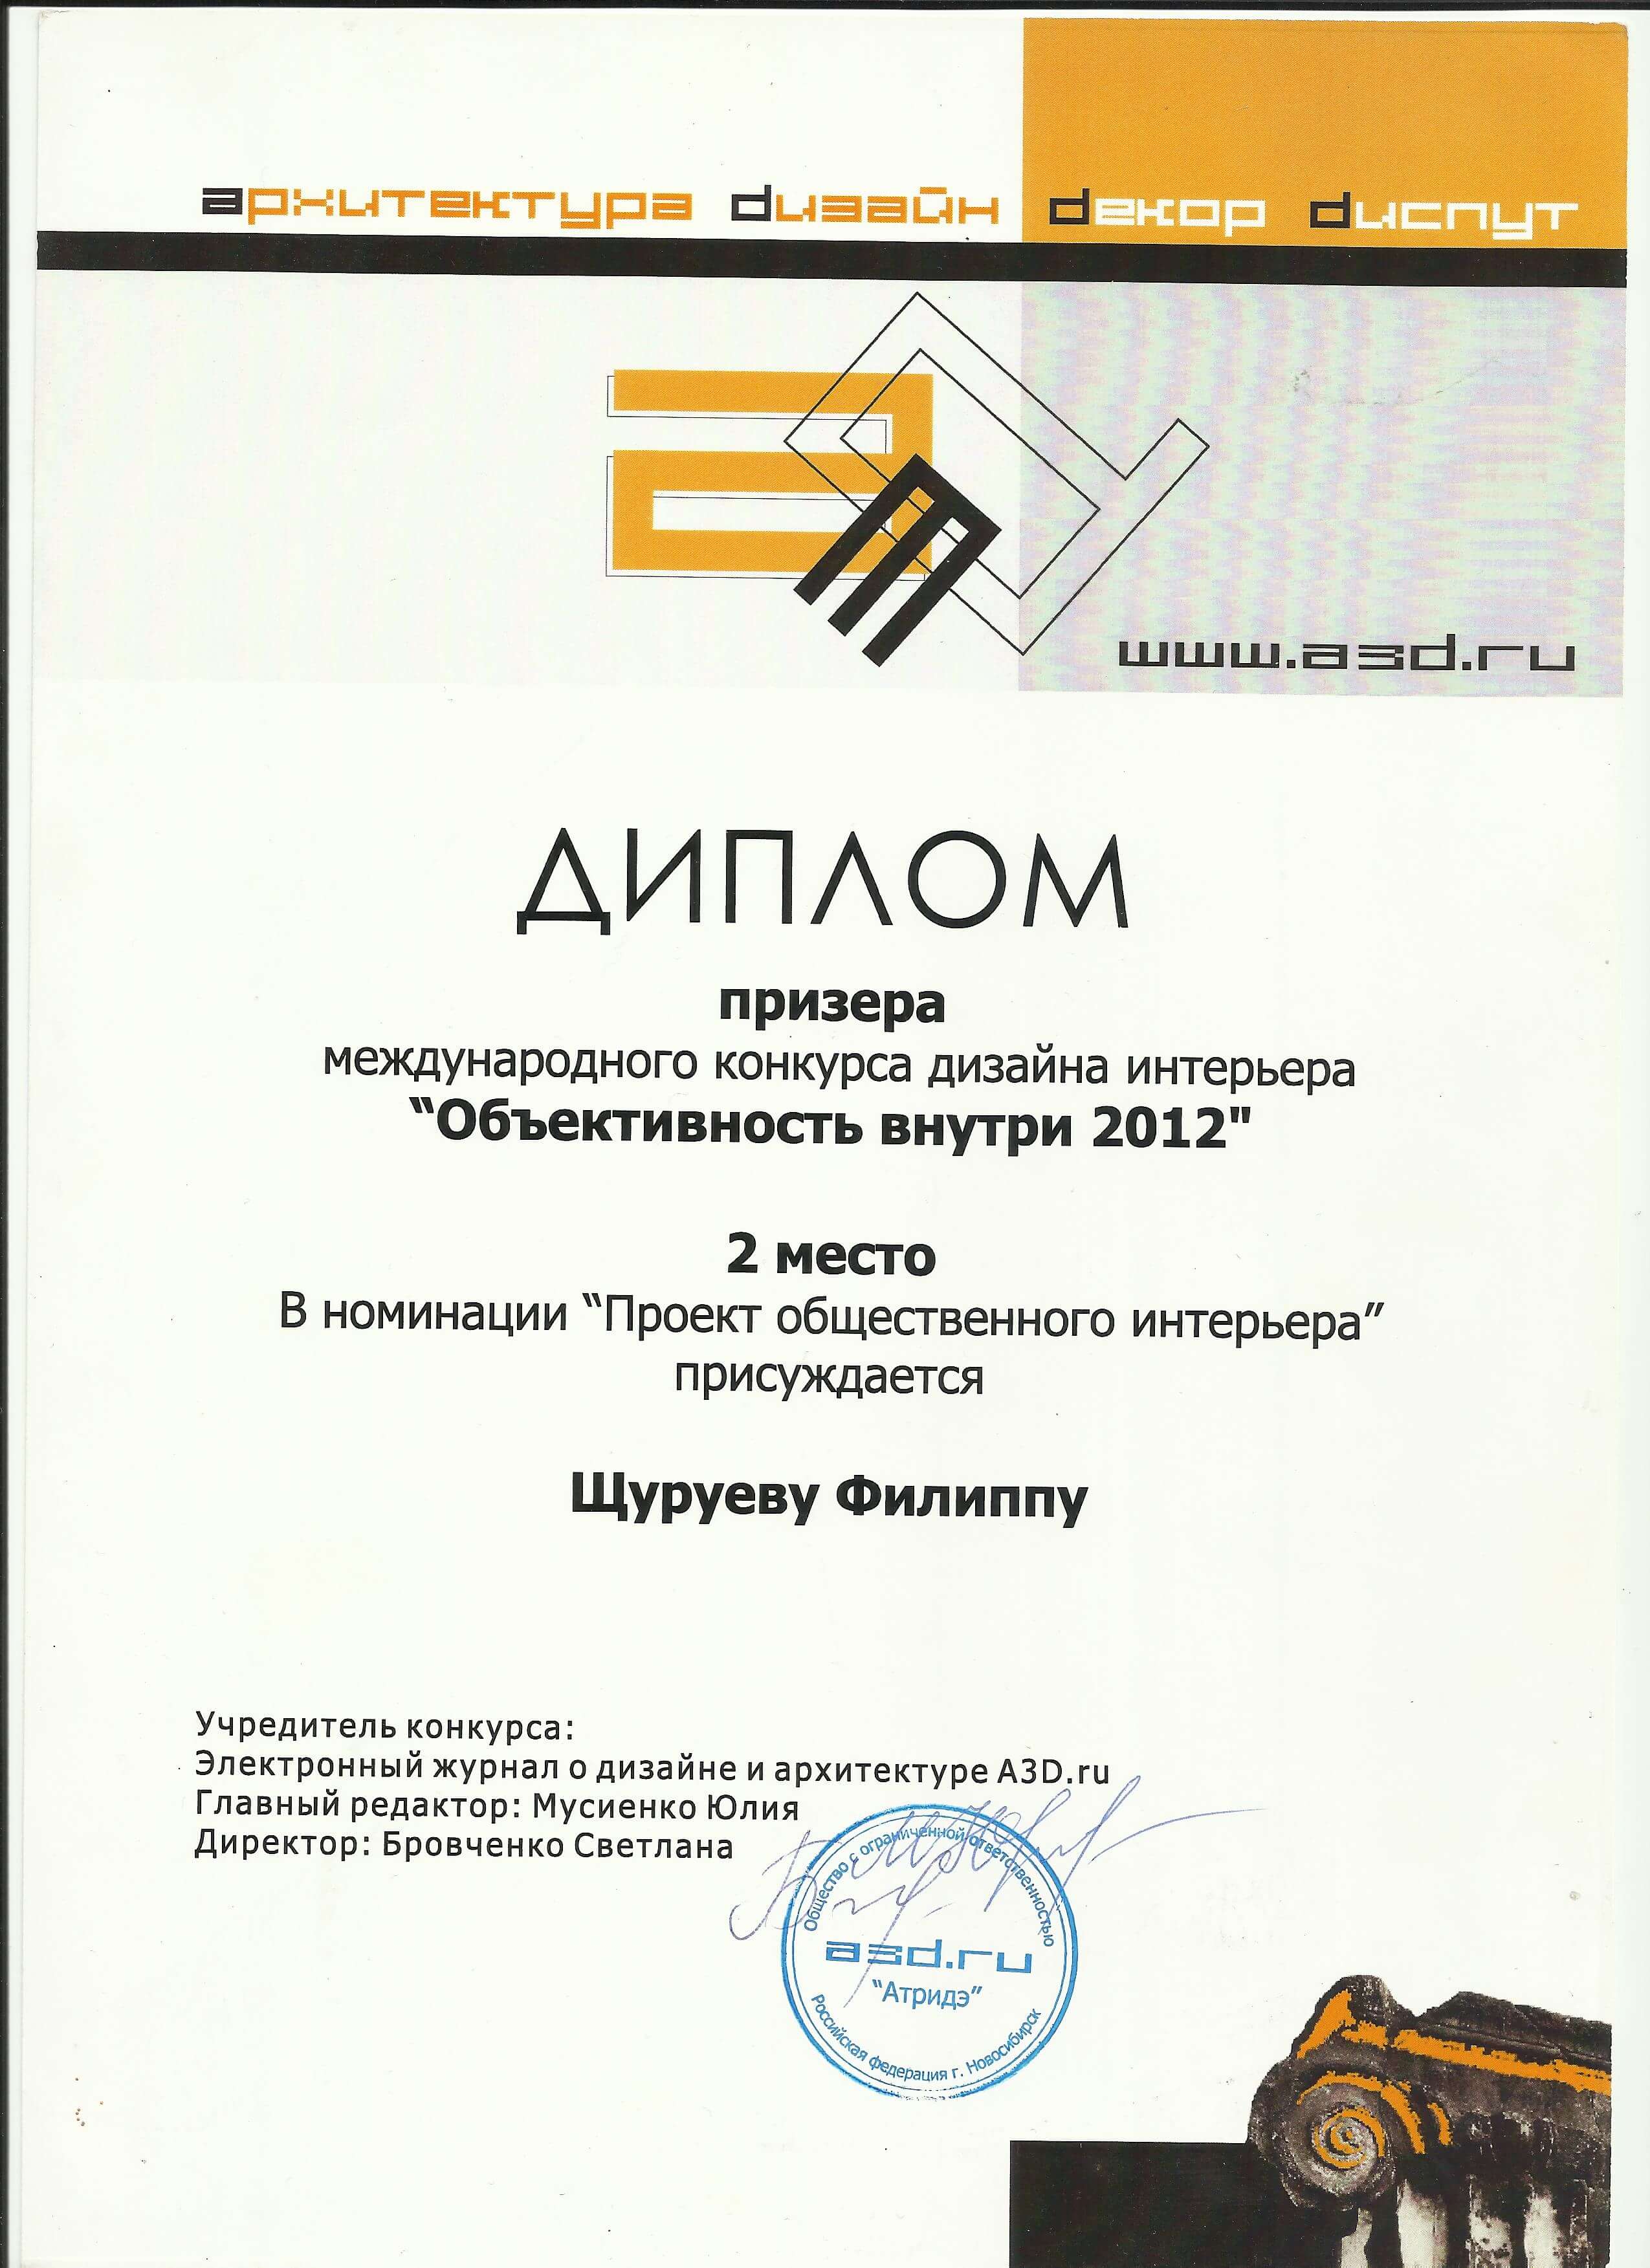 архитектура дизайн декор диспут
www.a3d.ru
ДИПЛОМ
призера
международного конкурса дизайна интерьера
“Объективность внутри 2012"
2 место
В номинации “Проект общественного интерьера”
присуждается
Щуруеву Филиппу
Учредитель конкурса:
Электронный журнал о дизайне и архитектуре A3D.ru
Главный редактор: Мусиенко Юлия
Директор: Бровченко Светлана
Общество с ограниченной ответственностью
a3d.ru
“Атридэ”
Российская федерация г. Новосибирск